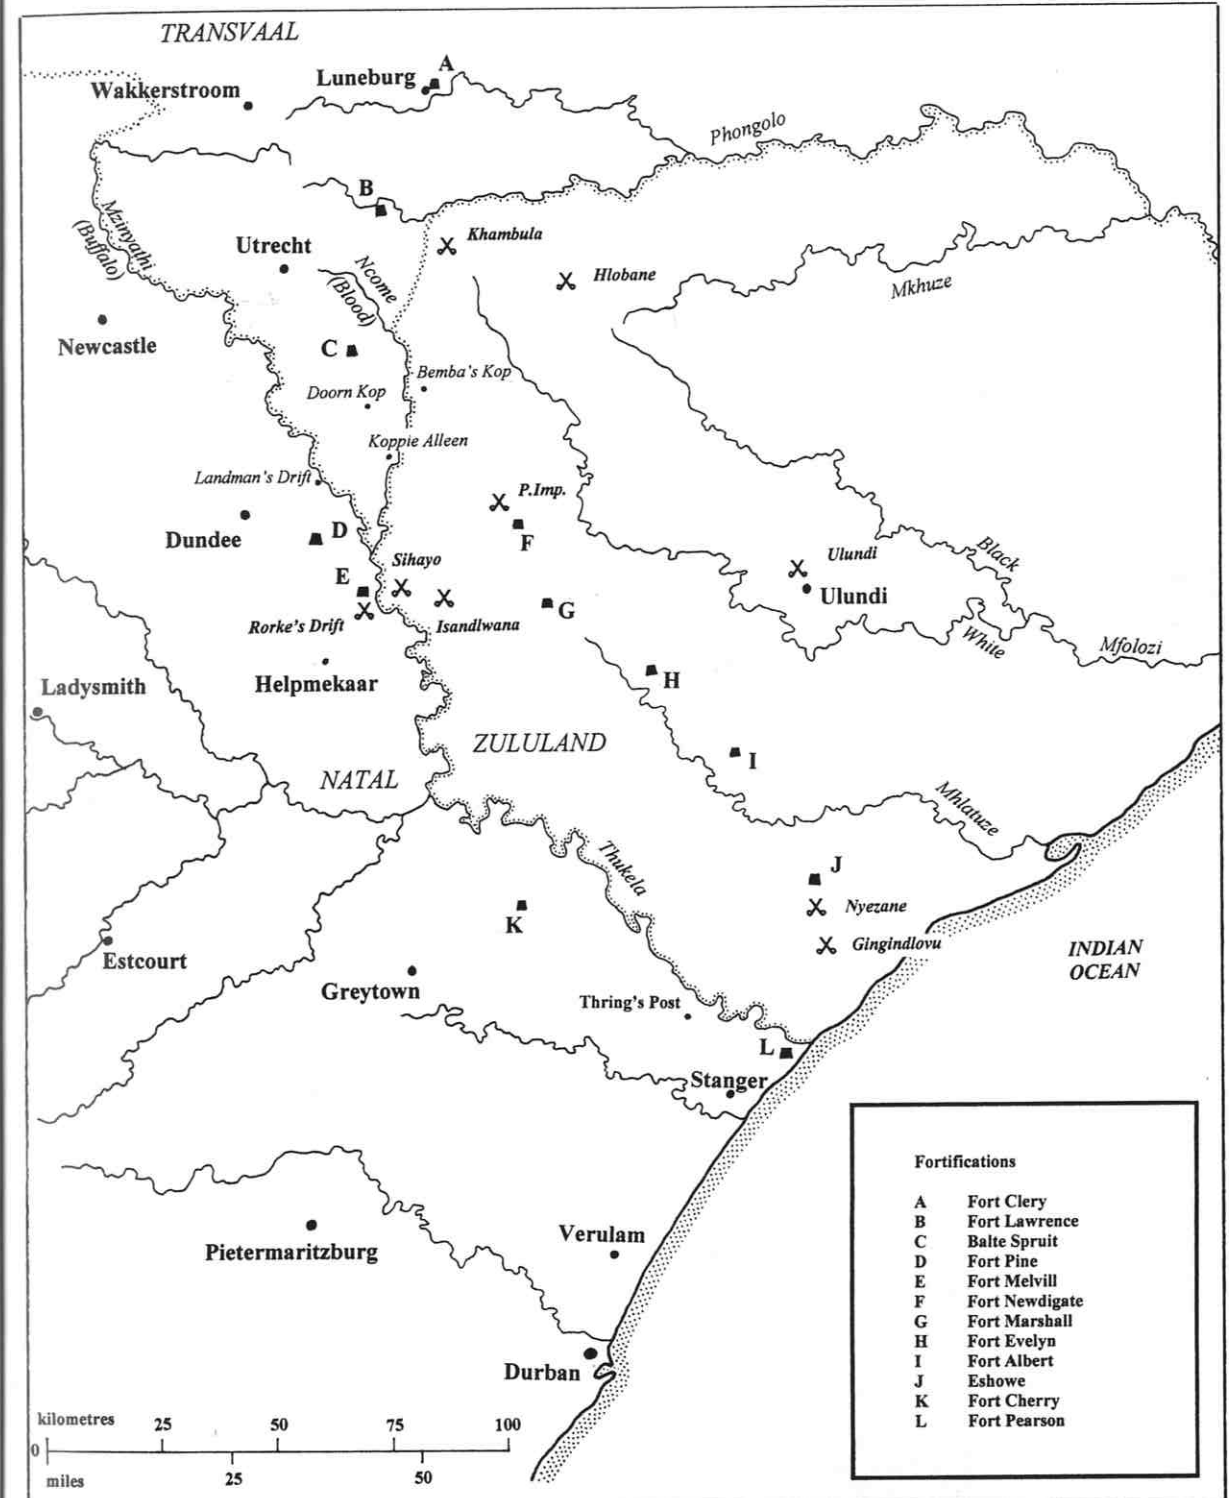 TRANSVAAL
Wakkerstroom
Luneburg
A
Phongolo
B
Mzinyathi
(Buffalo)
Utrecht
Khambula
Ncome
(Blood)
Hlobane
Mkhuze
Newcastle
C
Bemba's Kop
Doorn Kop
Koppie Alleen
Landman's Drift
P.Imp.
Dundee
D
F
Sihayo
Black
Ulundi
E
Ulundi
G
Rorke's Drift
Isandlwana
White
Mfolozi
Helpmekaar
H
Ladysmith
ZULULAND
I
NATAL
Mhlatuze
Thukela
J
K
Nyezane
Gingindlovu
INDIAN
OCEAN
Estcourt
Greytown
Thring's Post
L
Stanger
Pietermaritzburg
Verulam
Durban
Fortifications
A Fort Clery
B Fort Lawrence
C Balte Spruit
D Fort Pine
E Fort Melvill
F Fort Newdigate
G Fort Marshall
H Fort Evelyn
I Fort Albert
J Eshowe
K Fort Cherry
L Fort Pearson
kilometres 25 50 75 100
0
miles 25 50